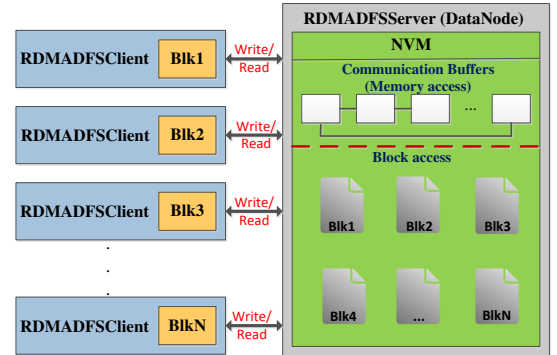 RDMADFSClient Blk1
Write/
Read
RDMADFSClient Blk2
Write/
Read
RDMADFSClient Blk3
Write/
Read
.
.
.
RDMADFSClient BlkN
Write/
Read
RDMADFSServer (DataNode)
NVM
Communication Buffers
(Memory access)
...
Block access
Blk1 Blk2 Blk3
Blk4 ... BlkN